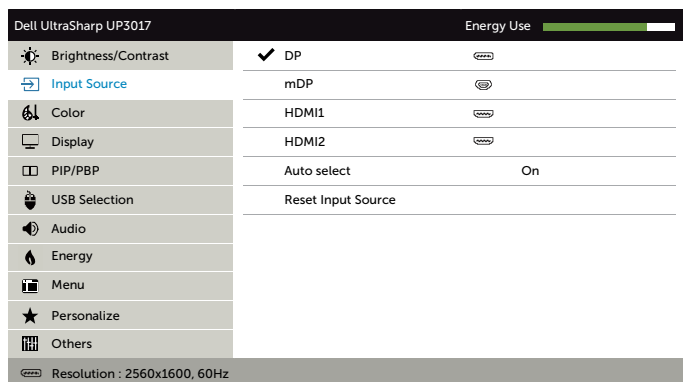 Dell UltraSharp UP3017 Energy Use
Brightness/Contrast DP
Input Source mDP
Color HDMI1
Display HDMI2
PIP/PBP Auto select On
USB Selection Reset Input Source
Audio
Energy
Menu
Personalize
Others
Resolution : 2560x1600, 60Hz